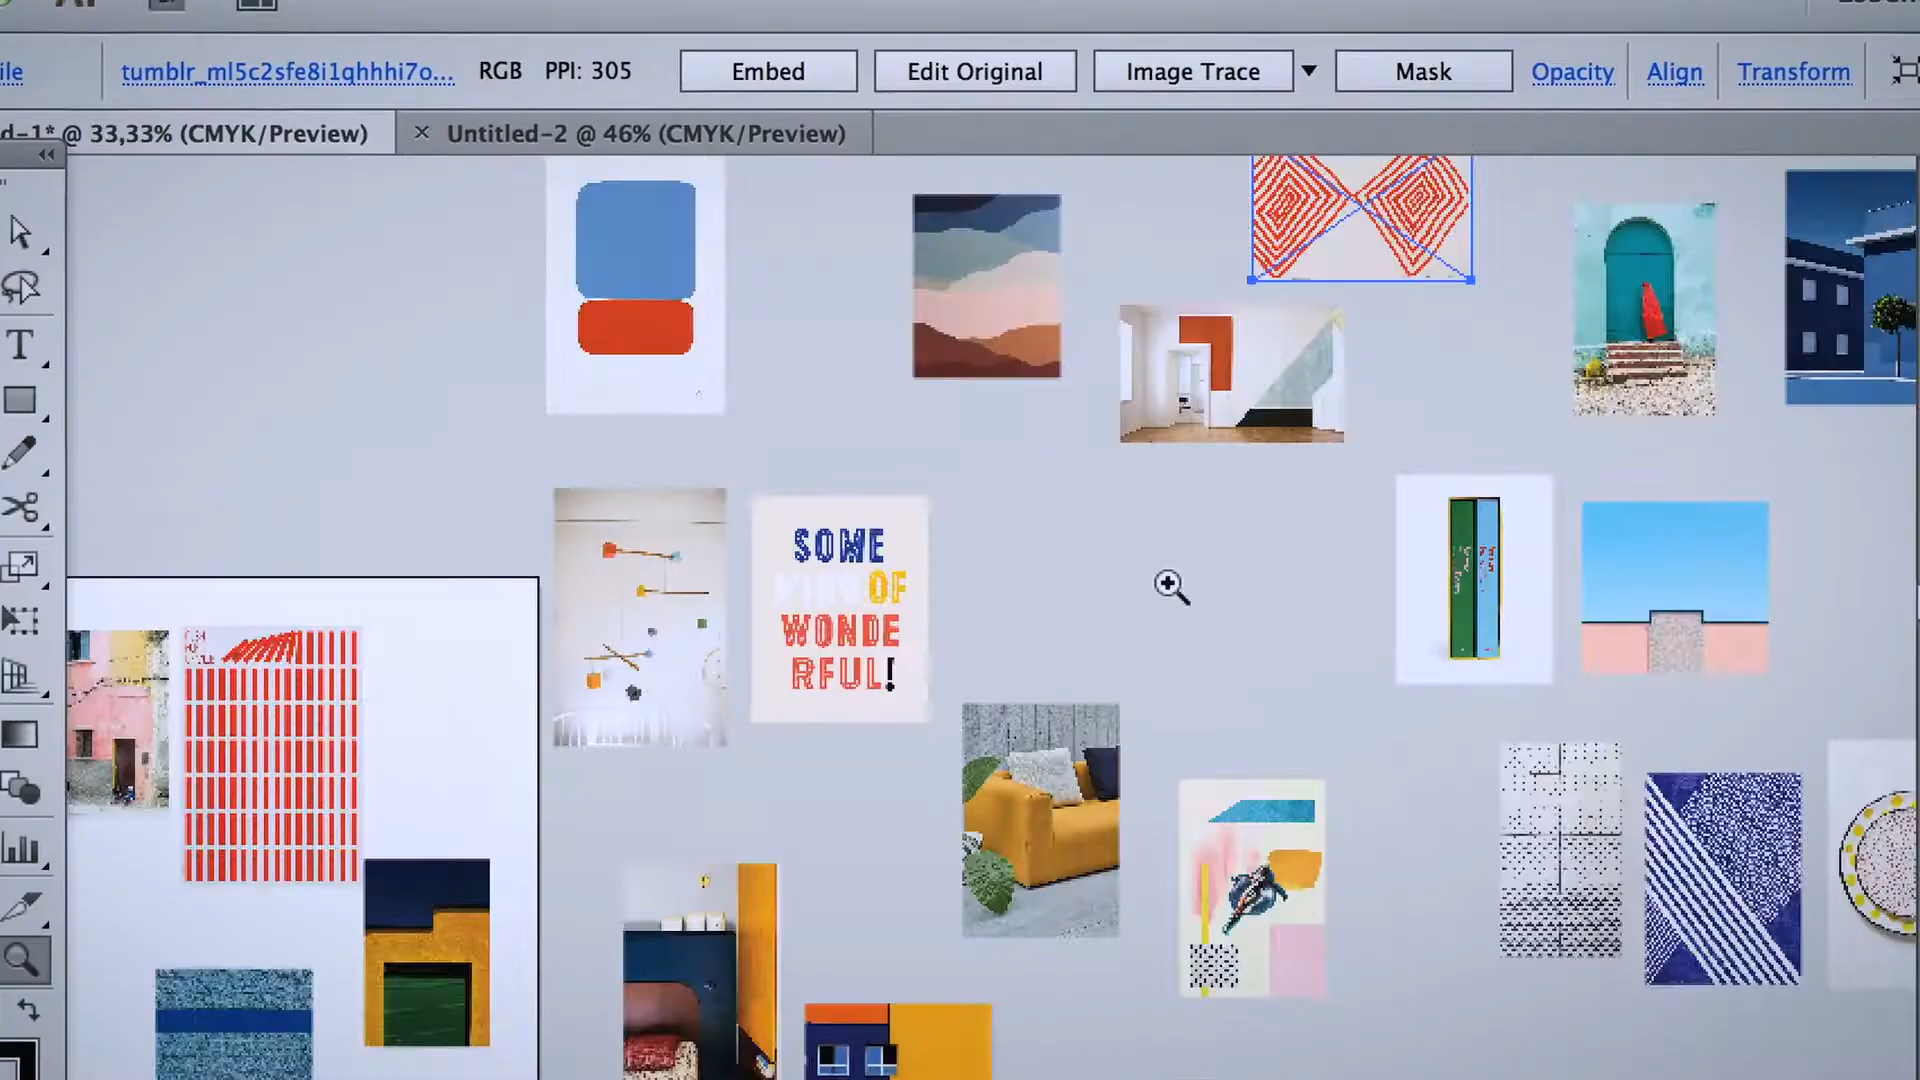 ile tumblr_ml5c2sfe8i1qhhhi7o... RGB PPI: 305 Embed Edit Original Image Trace Mask Opacity Align Transform
d-1* @ 33,33% (CMYK/Preview) × Untitled-2 @ 46% (CMYK/Preview)
T
SOME
OF
WONDE
RFUL!